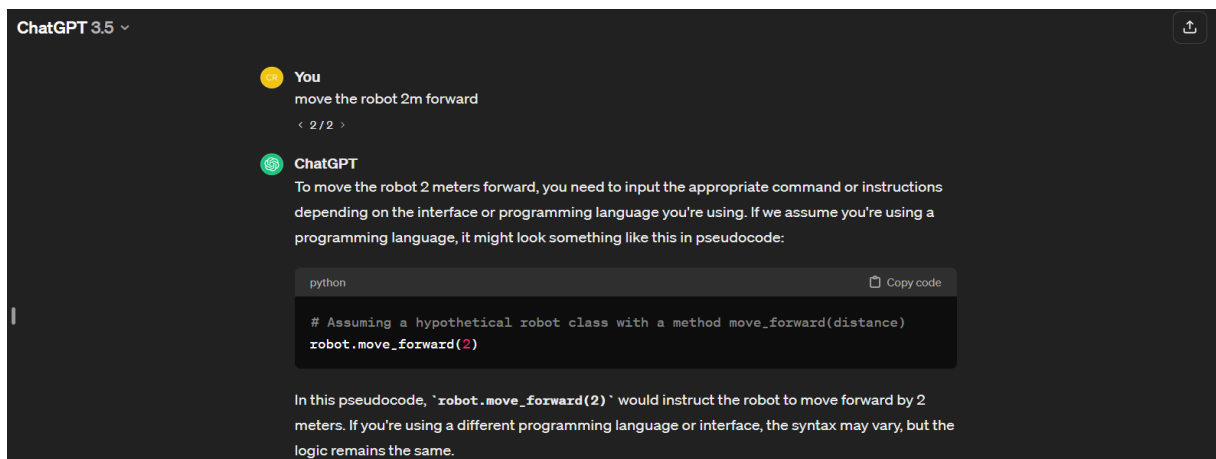 ChatGPT 3.5
CR
You
move the robot 2m forward
< 2 / 2 >
ChatGPT
To move the robot 2 meters forward, you need to input the appropriate command or instructions
depending on the interface or programming language you're using. If we assume you're using a
programming language, it might look something like this in pseudocode:
python
Copy code
# Assuming a hypothetical robot class with a method move_forward(distance)
robot.move_forward(2)
In this pseudocode, `robot.move_forward(2)` would instruct the robot to move forward by 2
meters. If you're using a different programming language or interface, the syntax may vary, but the
logic remains the same.